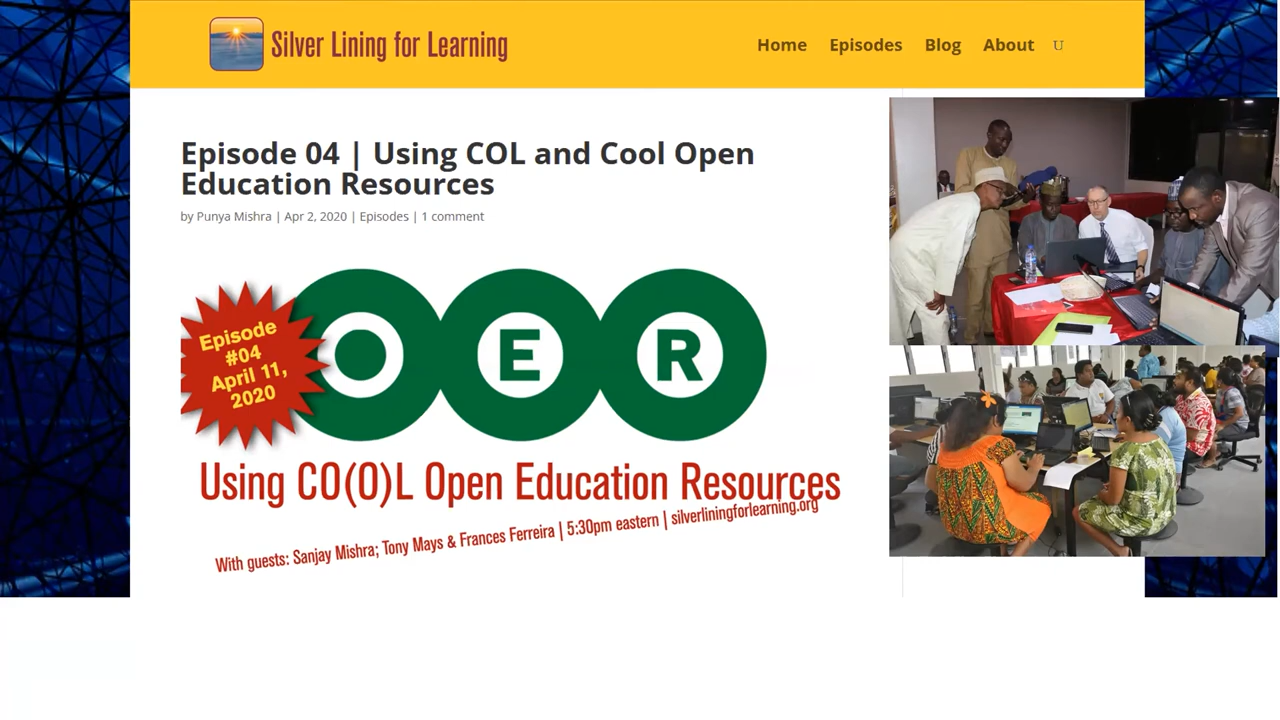 Silver Lining for Learning
Home Episodes Blog About U
Episode 04 | Using COL and Cool Open
Education Resources
by Punya Mishra | Apr 2, 2020 | Episodes | 1 comment
Episode
#04
April 11,
2020
O E R
Using CO(O)L Open Education Resources
With guests: Sanjay Mishra; Tony Mays & Frances Ferreira | 5:30pm eastern | silverliningforlearning.org